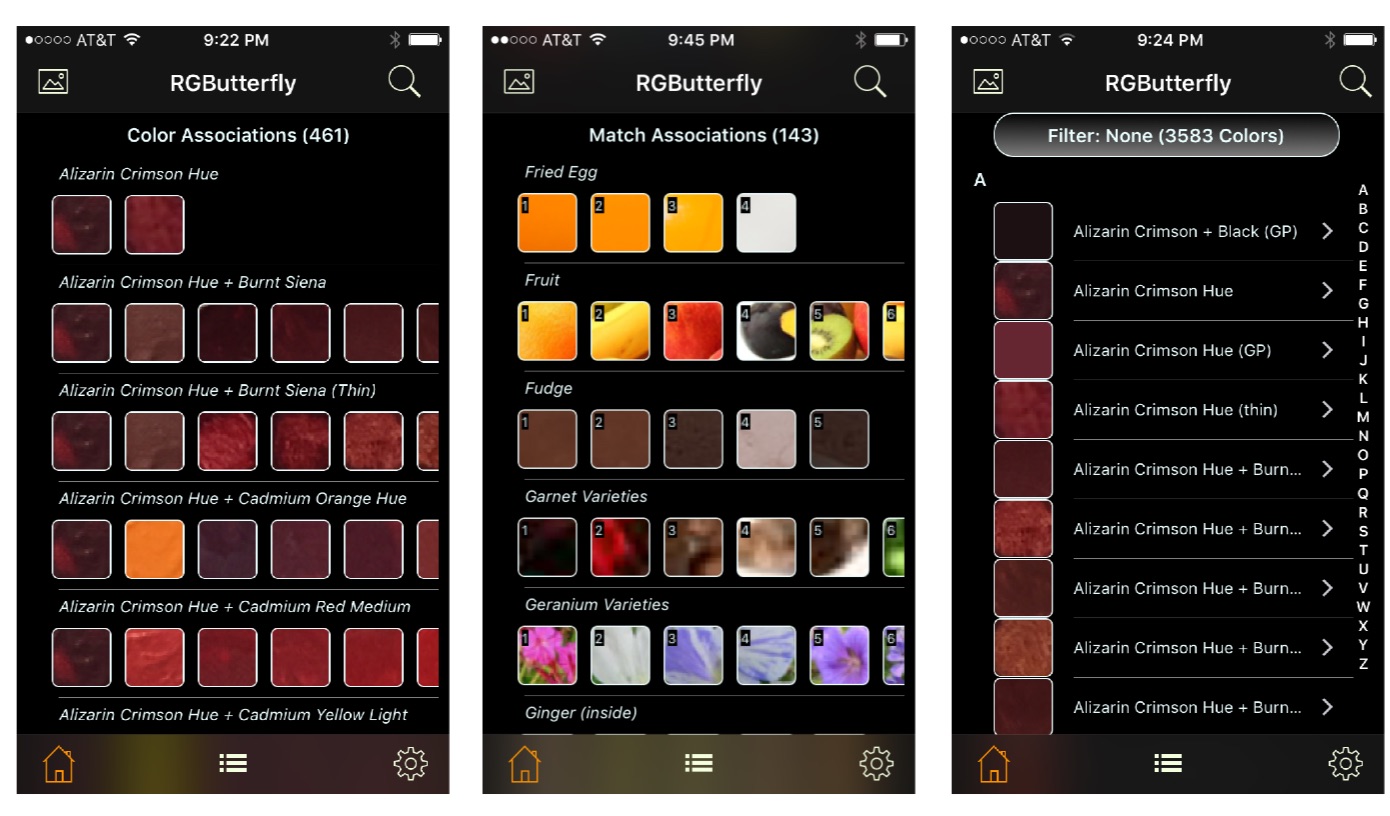 AT&T 9:22 PM
RGButterfly
Color Associations (461)
Alizarin Crimson Hue
Alizarin Crimson Hue + Burnt Siena
Alizarin Crimson Hue + Burnt Siena (Thin)
Alizarin Crimson Hue + Cadmium Orange Hue
Alizarin Crimson Hue + Cadmium Red Medium
Alizarin Crimson Hue + Cadmium Yellow Light
AT&T 9:45 PM
RGButterfly
Match Associations (143)
Fried Egg
1 2 3 4
Fruit
1 2 3 4 5 6
Fudge
1 2 3 4 5
Garnet Varieties
1 2 3 4 5 6
Geranium Varieties
1 2 3 4 5 6
Ginger (inside)
AT&T 9:24 PM
RGButterfly
Filter: None (3583 Colors)
A
Alizarin Crimson + Black (GP)
Alizarin Crimson Hue
Alizarin Crimson Hue (GP)
Alizarin Crimson Hue (thin)
Alizarin Crimson Hue + Burn...
Alizarin Crimson Hue + Burn...
Alizarin Crimson Hue + Burn...
Alizarin Crimson Hue + Burn...
Alizarin Crimson Hue + Burn...
A
B
C
D
E
F
G
H
I
J
K
L
M
N
O
P
Q
R
S
T
U
V
W
X
Y
Z